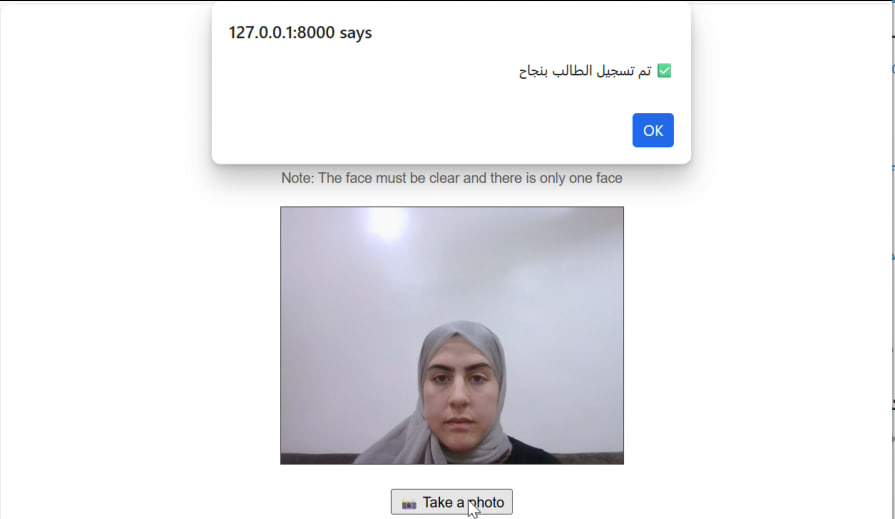 127.0.0.1:8000 says
✅ تم تسجيل الطالب بنجاح
OK
Note: The face must be clear and there is only one face
📷 Take a photo